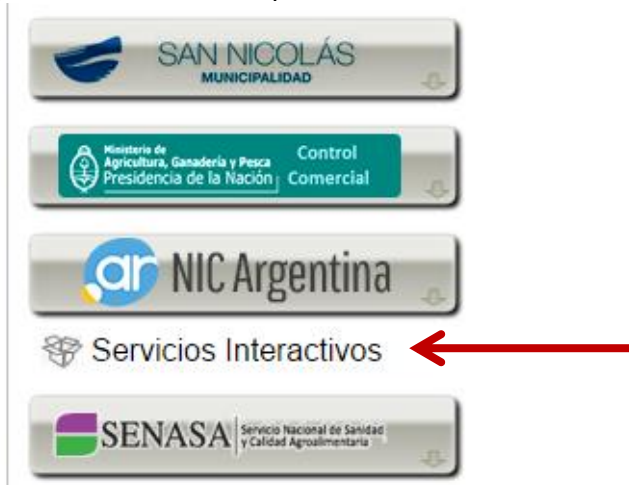 SAN NICOLÁS
MUNICIPALIDAD
Ministerio de
Agricultura, Ganadería y Pesca
Presidencia de la Nación
Control
Comercial
.ar NIC Argentina
Servicios Interactivos
SENASA
Servicio Nacional de Sanidad
y Calidad Agroalimentaria